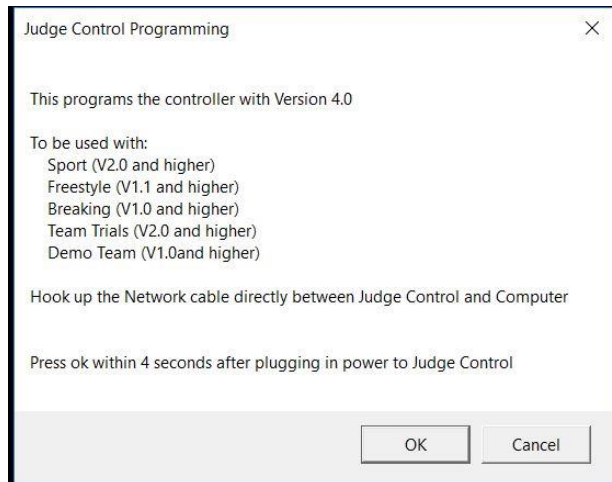 Judge Control Programming
This programs the controller with Version 4.0
To be used with:
Sport (V2.0 and higher)
Freestyle (V1.1 and higher)
Breaking (V1.0 and higher)
Team Trials (V2.0 and higher)
Demo Team (V1.0and higher)
Hook up the Network cable directly between Judge Control and Computer
Press ok within 4 seconds after plugging in power to Judge Control
OK Cancel